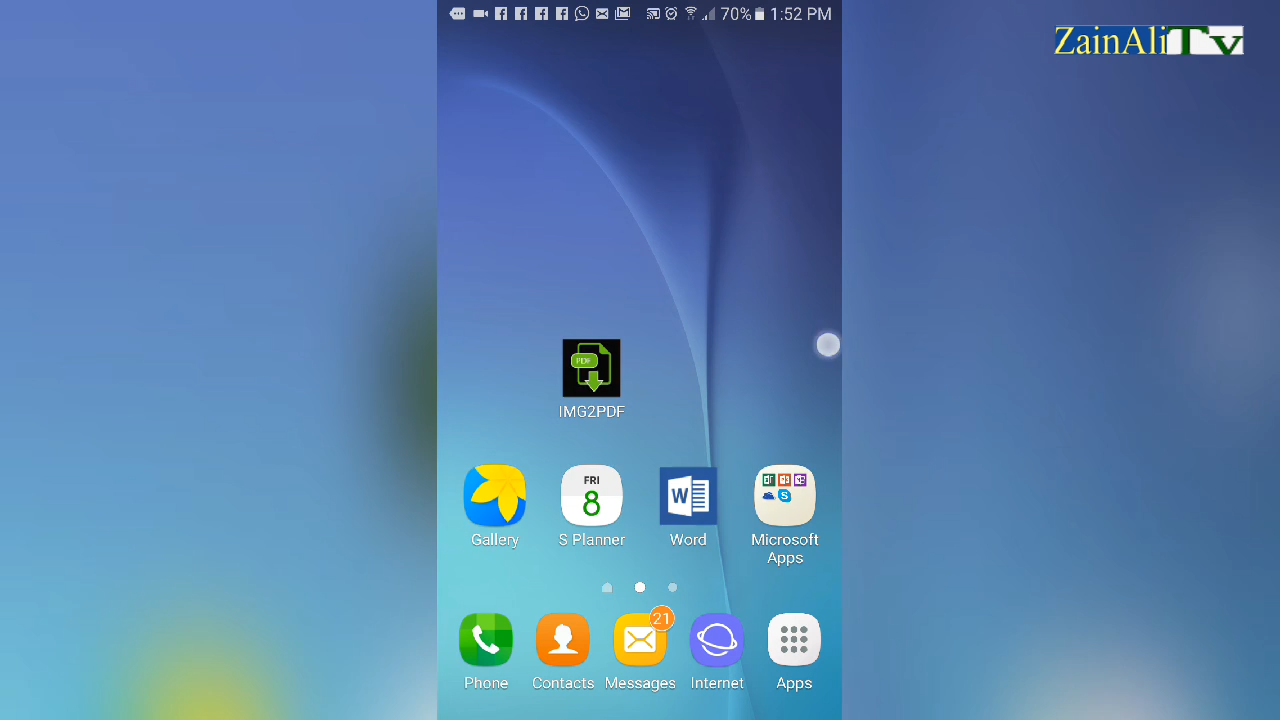 70% 1:52 PM
ZainAliTv
PDF
IMG2PDF
FRI
8
W
Gallery
S Planner
Word
Microsoft
Apps
21
Phone
Contacts
Messages
Internet
Apps